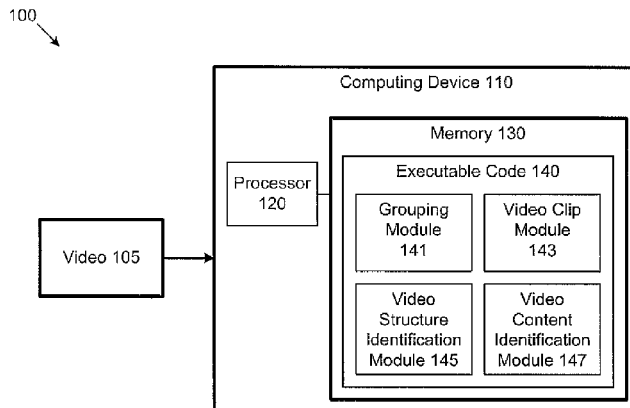 100
Computing Device 110
Memory 130
Executable Code 140
Processor
120
Grouping
Module
141
Video Clip
Module
143
Video 105
Video
Structure
Identification
Module 145
Video
Content
Identification
Module 147